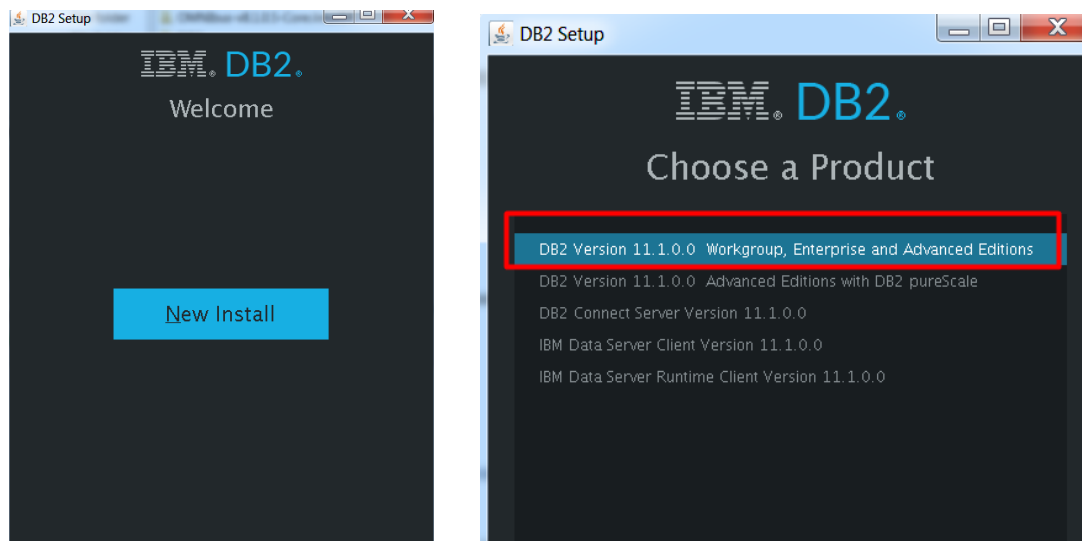 DB2 Setup
IBM® DB2®
Welcome
New Install
DB2 Setup
IBM® DB2®
Choose a Product
DB2 Version 11.1.0.0 Workgroup, Enterprise and Advanced Editions
DB2 Version 11.1.0.0 Advanced Editions with DB2 pureScale
DB2 Connect Server Version 11.1.0.0
IBM Data Server Client Version 11.1.0.0
IBM Data Server Runtime Client Version 11.1.0.0